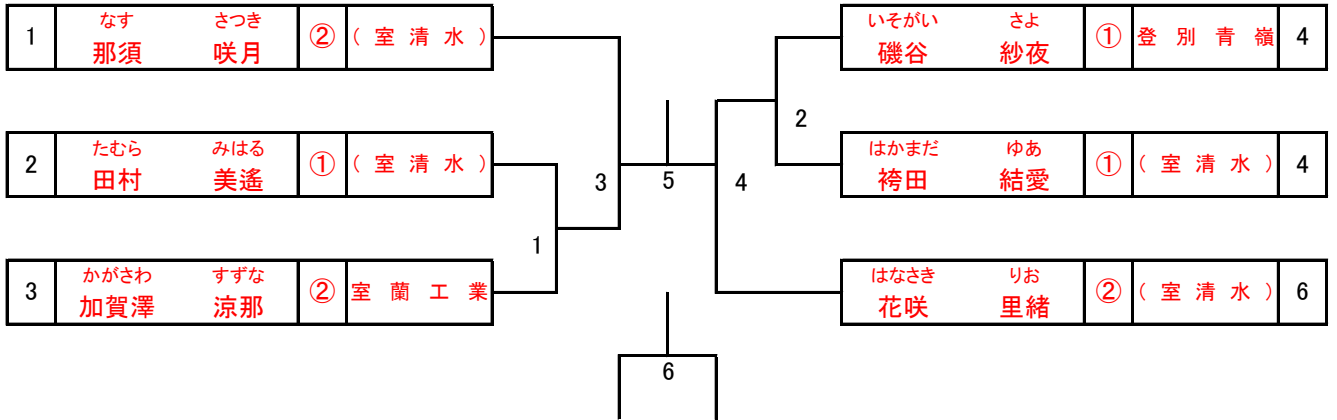 なす さつき
1 那須 咲月 ② (室清水)
たむら みはる
2 田村 美遙 ① (室清水)
かがさわ すずな
3 加賀澤 涼那 ② 室蘭工業
いそがい さよ
磯谷 紗夜 ① 登別青嶺 4
はかまだ ゆあ
袴田 結愛 ① (室清水) 4
はなさき りお
花咲 里緒 ② (室清水) 6
1
3
5
4
2
6